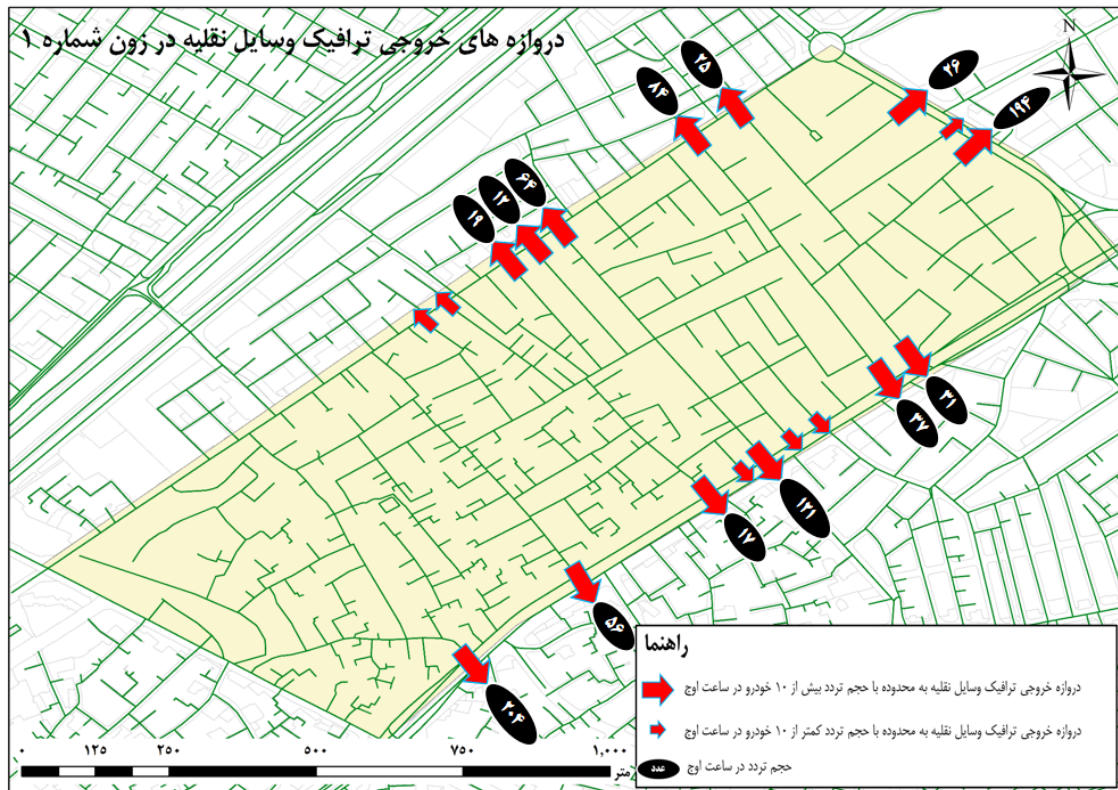 دروازه های خروجی ترافیک وسایل نقلیه در زون شماره ۱
N
۲۶
۱۹۴
۲۵
۸۴
۶۴
۱۲
۱۹
۳۱
۳۷
۱۲۱
۱۷
۵۶
۲۰۴
راهنما
دروازه خروجی ترافیک وسایل نقلیه به محدوده با حجم تردد بیش از ۱۰ خودرو در ساعت اوج
دروازه خروجی ترافیک وسایل نقلیه به محدوده با حجم تردد کمتر از ۱۰ خودرو در ساعت اوج
عدد حجم تردد در ساعت اوج
۰ ۱۲۵ ۲۵۰ ۵۰۰ ۷۵۰ ۱,۰۰۰
متر